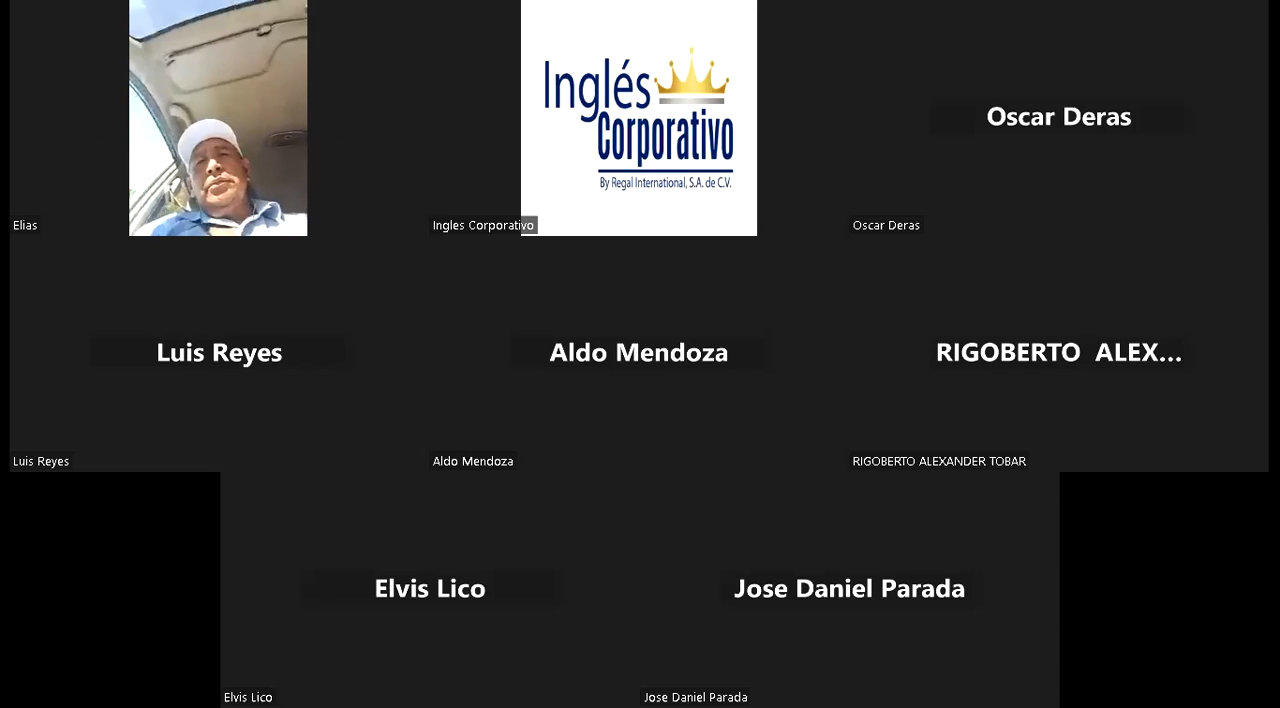 Inglés
Corporativo
By Regal International, S.A. de C.V.
Oscar Deras
Elias
Ingles Corporativo
Oscar Deras
Luis Reyes
Aldo Mendoza
RIGOBERTO ALEX...
Luis Reyes
Aldo Mendoza
RIGOBERTO ALEXANDER TOBAR
Elvis Lico
Jose Daniel Parada
Elvis Lico
Jose Daniel Parada